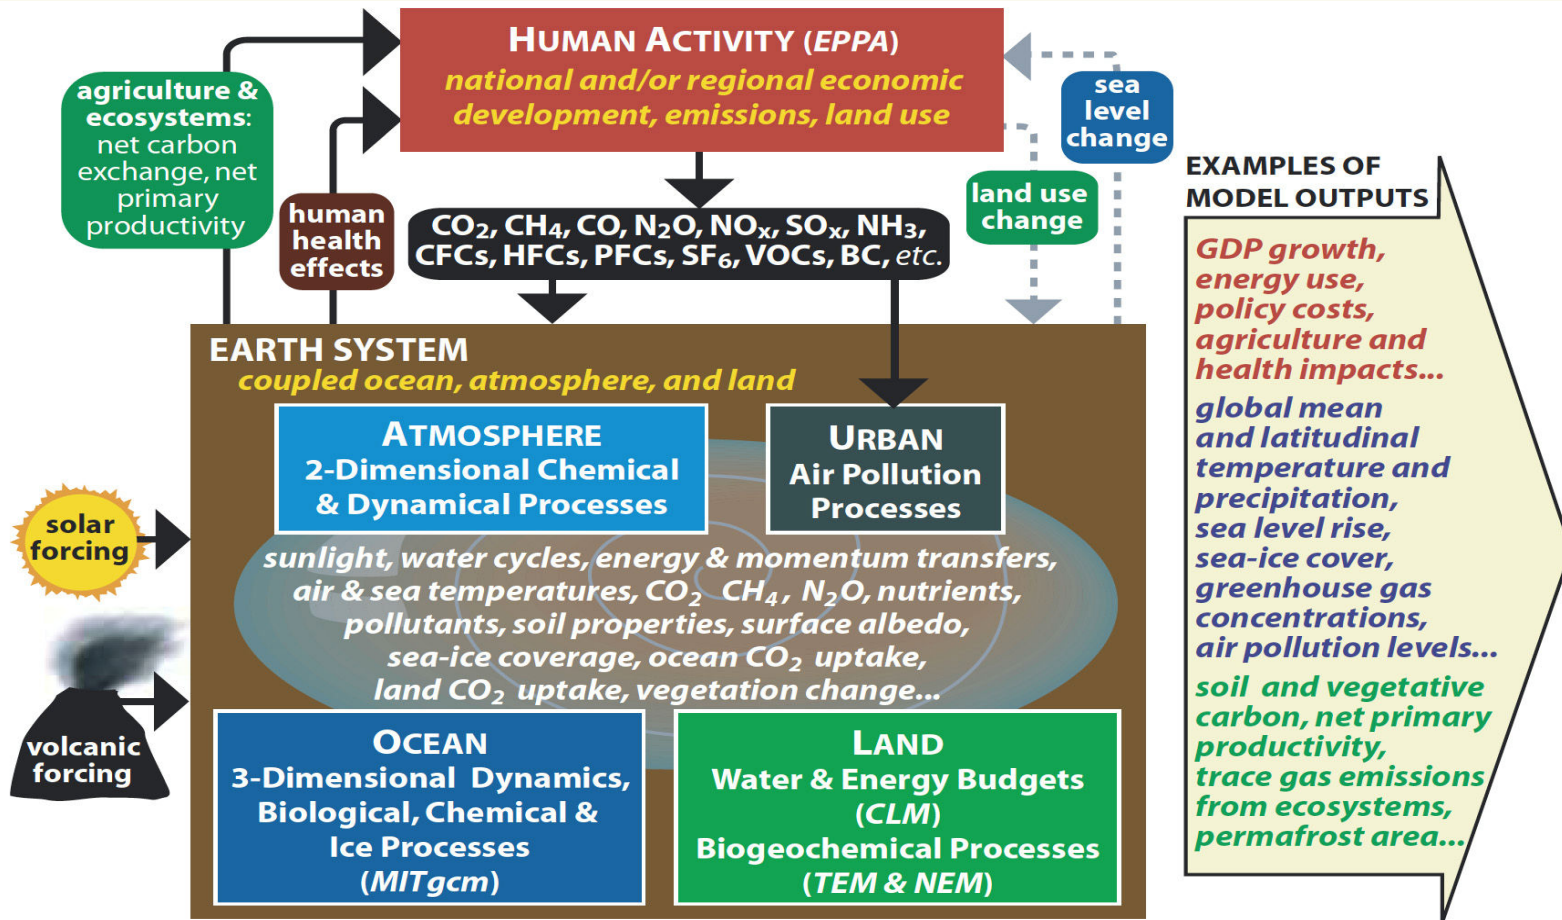 HUMAN ACTIVITY (EPPA)
national and/or regional economic
development, emissions, land use
agriculture &
ecosystems:
net carbon
exchange, net
primary
productivity
human
health
effects
sea
level
change
land use
change
CO₂, CH₄, CO, N₂O, NOₓ, SOₓ, NH₃,
CFCs, HFCs, PFCs, SF₆, VOCs, BC, etc.
EARTH SYSTEM
coupled ocean, atmosphere, and land
ATMOSPHERE
2-Dimensional Chemical
& Dynamical Processes
URBAN
Air Pollution
Processes
solar
forcing
volcanic
forcing
sunlight, water cycles, energy & momentum transfers,
air & sea temperatures, CO₂ CH₄, N₂O, nutrients,
pollutants, soil properties, surface albedo,
sea-ice coverage, ocean CO₂ uptake,
land CO₂ uptake, vegetation change...
OCEAN
3-Dimensional Dynamics,
Biological, Chemical &
Ice Processes
(MITgcm)
LAND
Water & Energy Budgets
(CLM)
Biogeochemical Processes
(TEM & NEM)
EXAMPLES OF
MODEL OUTPUTS
GDP growth,
energy use,
policy costs,
agriculture and
health impacts...
global mean
and latitudinal
temperature and
precipitation,
sea level rise,
sea-ice cover,
greenhouse gas
concentrations,
air pollution levels...
soil and vegetative
carbon, net primary
productivity,
trace gas emissions
from ecosystems,
permafrost area...